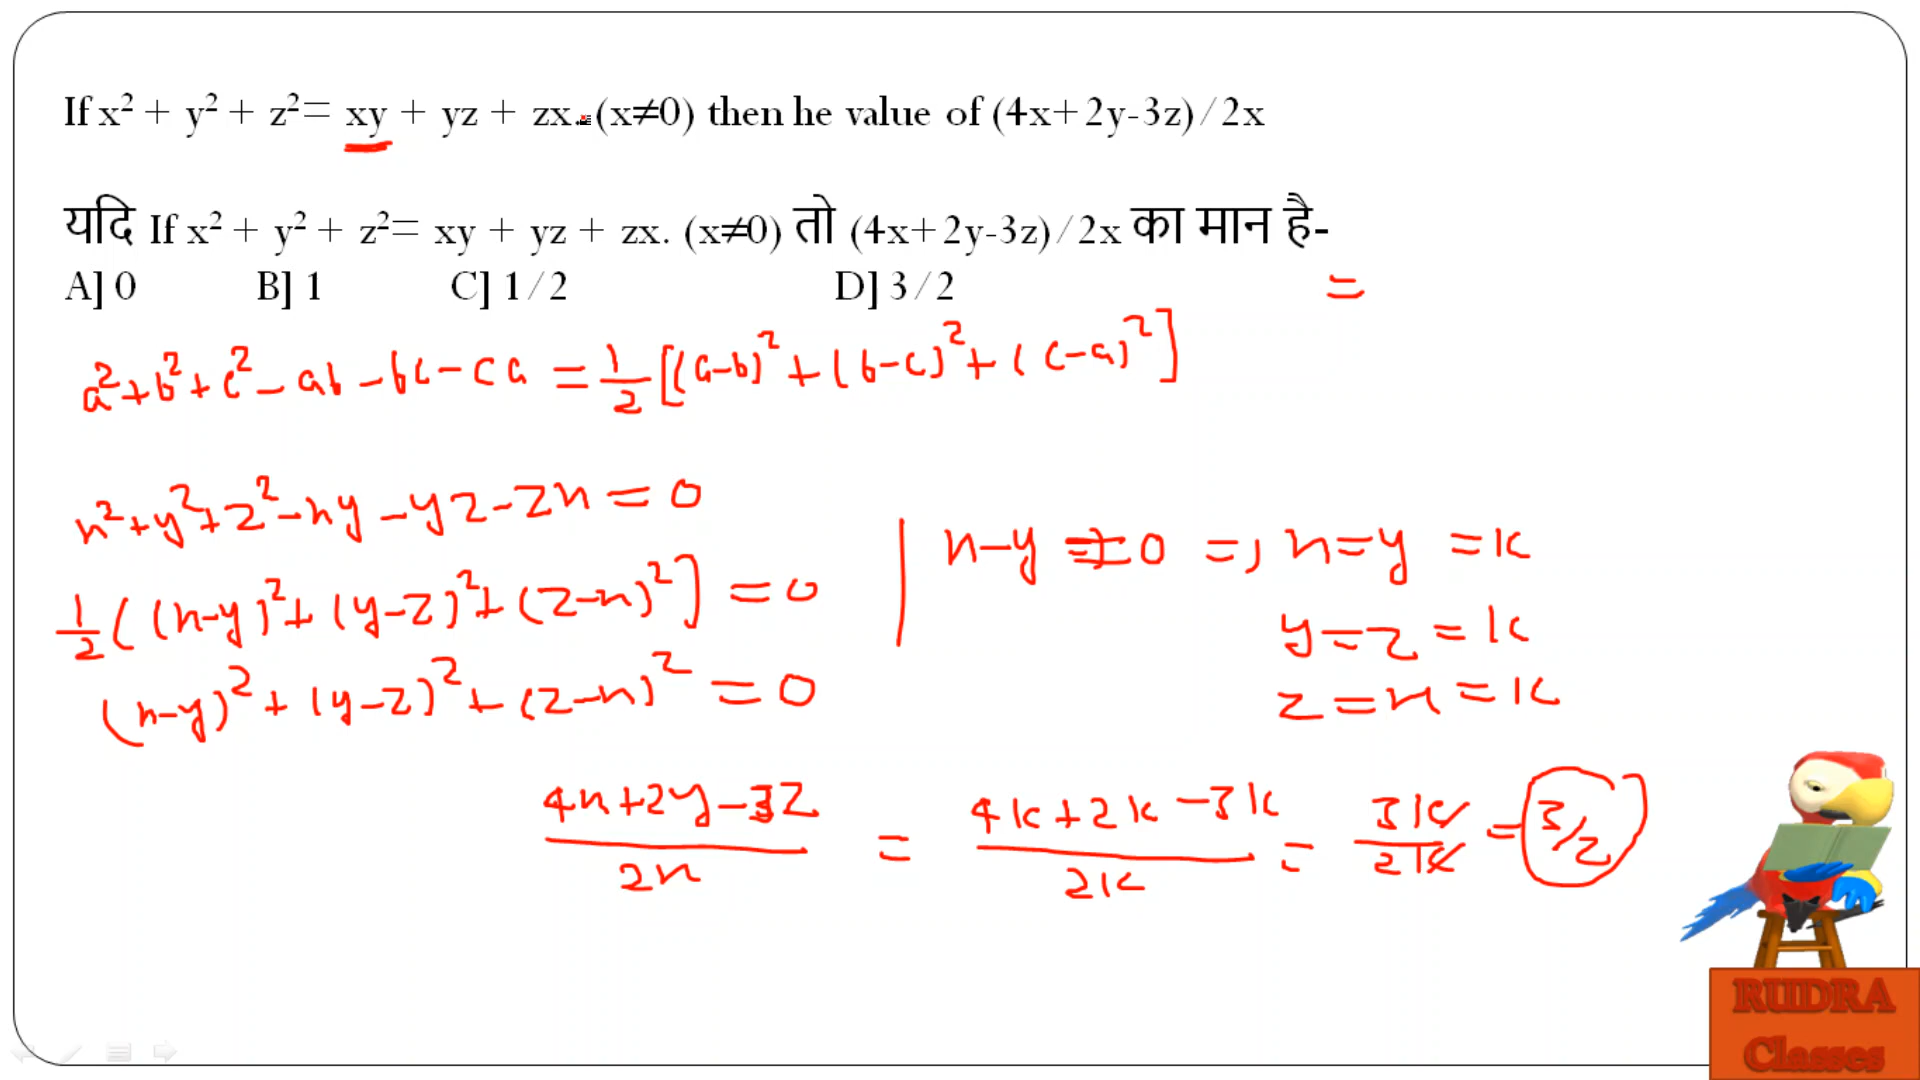 If x² + y² + z²= xy + yz + zx. (x≠0) then he value of (4x+2y-3z)/2x
यदि If x² + y² + z²= xy + yz + zx. (x≠0) तो (4x+2y-3z)/2x का मान है-
A] 0 B] 1 C] 1/2 D] 3/2
=
a²+b²+c²-ab-bc-ca = 1/2 [(a-b)²+(b-c)²+(c-a)²]
x²+y²+z²-xy-yz-zx=0
1/2 ((x-y)²+(y-z)²+(z-x)²]=0
(x-y)²+(y-z)²+(z-x)²=0
x-y=0 =, x=y=k
y=z=k
z=x=k
4x+2y-3z/2x = 4k+2k-3k/2k = 3k/2k = 3/2
RUDRA
Classes